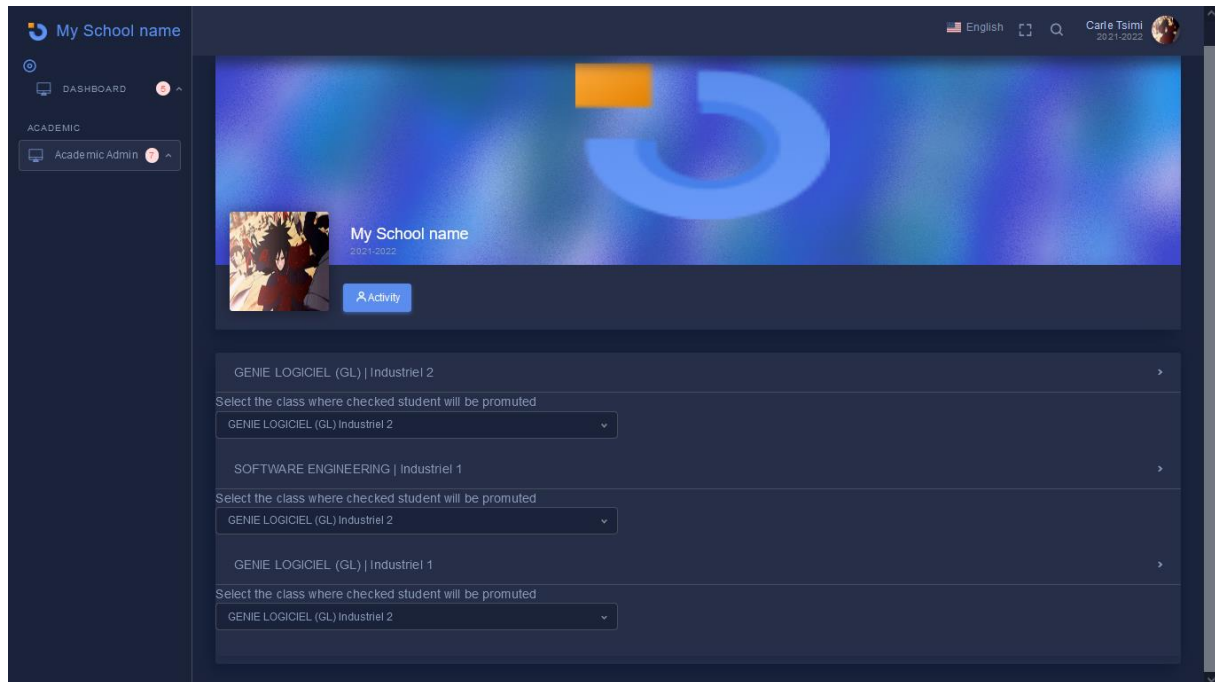 My School name
English
Carle Tsimi
2021-2022
DASHBOARD 5
ACADEMIC
Academic Admin 7
My School name
2021-2022
Activity
GENIE LOGICIEL (GL) | Industriel 2
Select the class where checked student will be promuted
GENIE LOGICIEL (GL) Industriel 2
SOFTWARE ENGINEERING | Industriel 1
Select the class where checked student will be promuted
GENIE LOGICIEL (GL) Industriel 2
GENIE LOGICIEL (GL) | Industriel 1
Select the class where checked student will be promuted
GENIE LOGICIEL (GL) Industriel 2